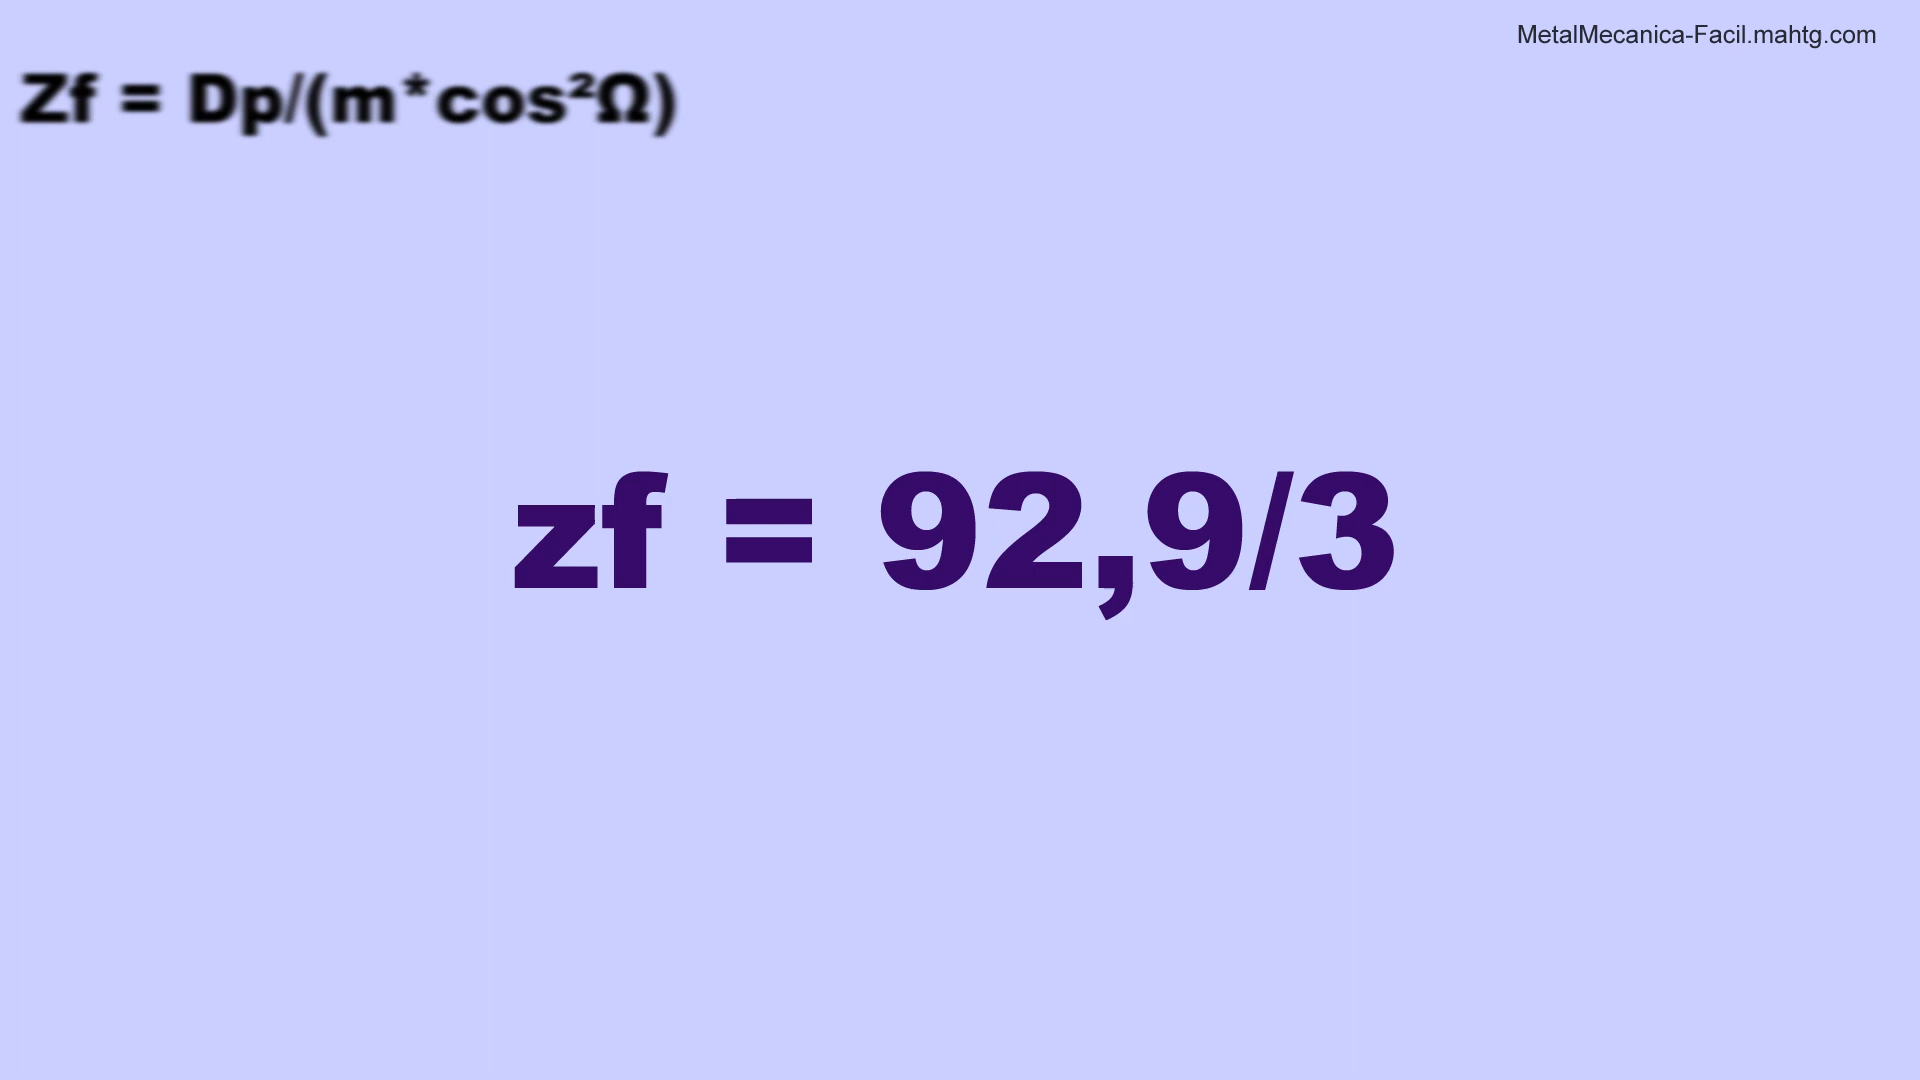 MetalMecanica-Facil.mahtg.com
Zf = Dp/(m*cos²Ω)
zf = 92,9/3